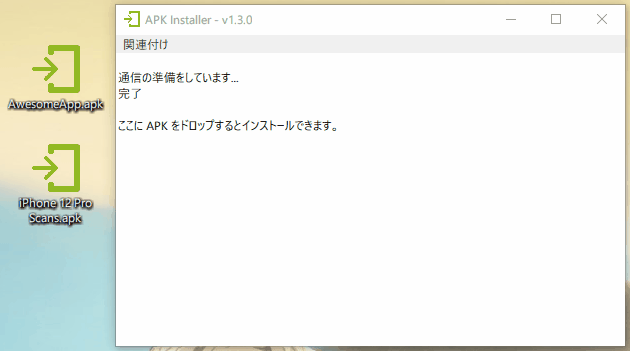 APK Installer - v1.3.0
関連付け
通信の準備をしています...
完了
ここに APK をドロップするとインストールできます。
AwesomeApp.apk
iPhone 12 Pro
Scans.apk